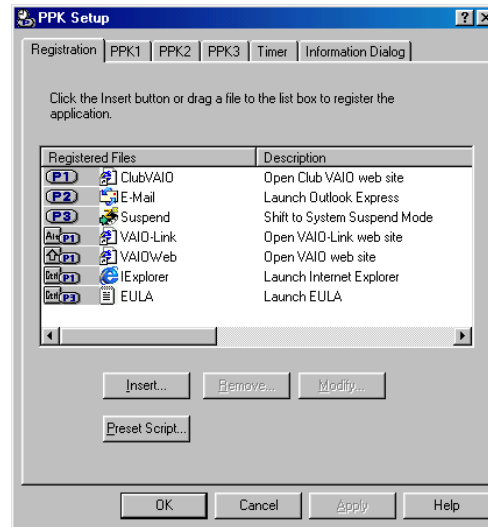 PPK Setup
Registration PPK1 PPK2 PPK3 Timer Information Dialog
Click the Insert button or drag a file to the list box to register the
application.
Registered Files Description
P1 ClubVAIO Open Club VAIO web site
P2 E-Mail Launch Outlook Express
P3 Suspend Shift to System Suspend Mode
Alt P1 VAIO-Link Open VAIO-Link web site
P1 VAIOWeb Open VAIO web site
Ctrl P1 IExplorer Launch Internet Explorer
Ctrl P3 EULA Launch EULA
Insert... Remove... Modify...
Preset Script...
OK Cancel Apply Help